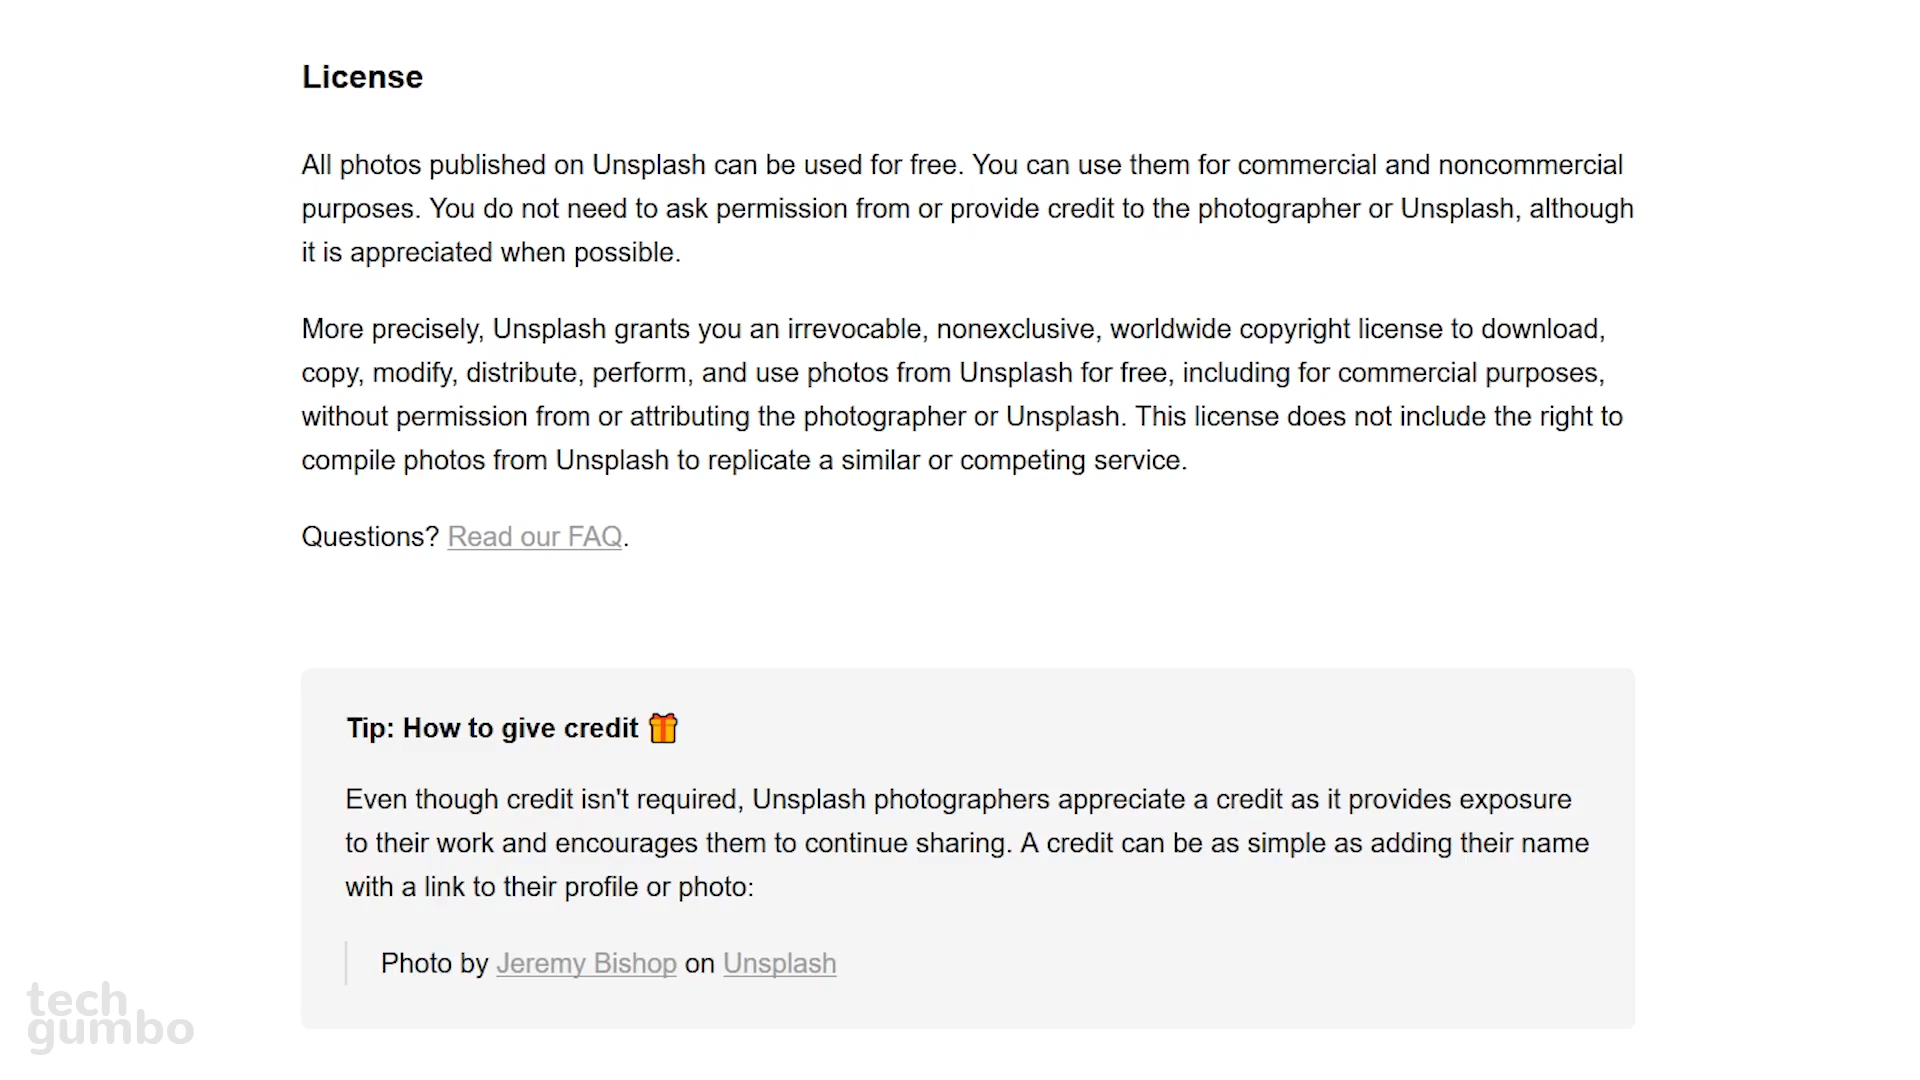 License
All photos published on Unsplash can be used for free. You can use them for commercial and noncommercial
purposes. You do not need to ask permission from or provide credit to the photographer or Unsplash, although
it is appreciated when possible.
More precisely, Unsplash grants you an irrevocable, nonexclusive, worldwide copyright license to download,
copy, modify, distribute, perform, and use photos from Unsplash for free, including for commercial purposes,
without permission from or attributing the photographer or Unsplash. This license does not include the right to
compile photos from Unsplash to replicate a similar or competing service.
Questions? Read our FAQ.
Tip: How to give credit 🎁
Even though credit isn't required, Unsplash photographers appreciate a credit as it provides exposure
to their work and encourages them to continue sharing. A credit can be as simple as adding their name
with a link to their profile or photo:
Photo by Jeremy Bishop on Unsplash
tech
gumbo